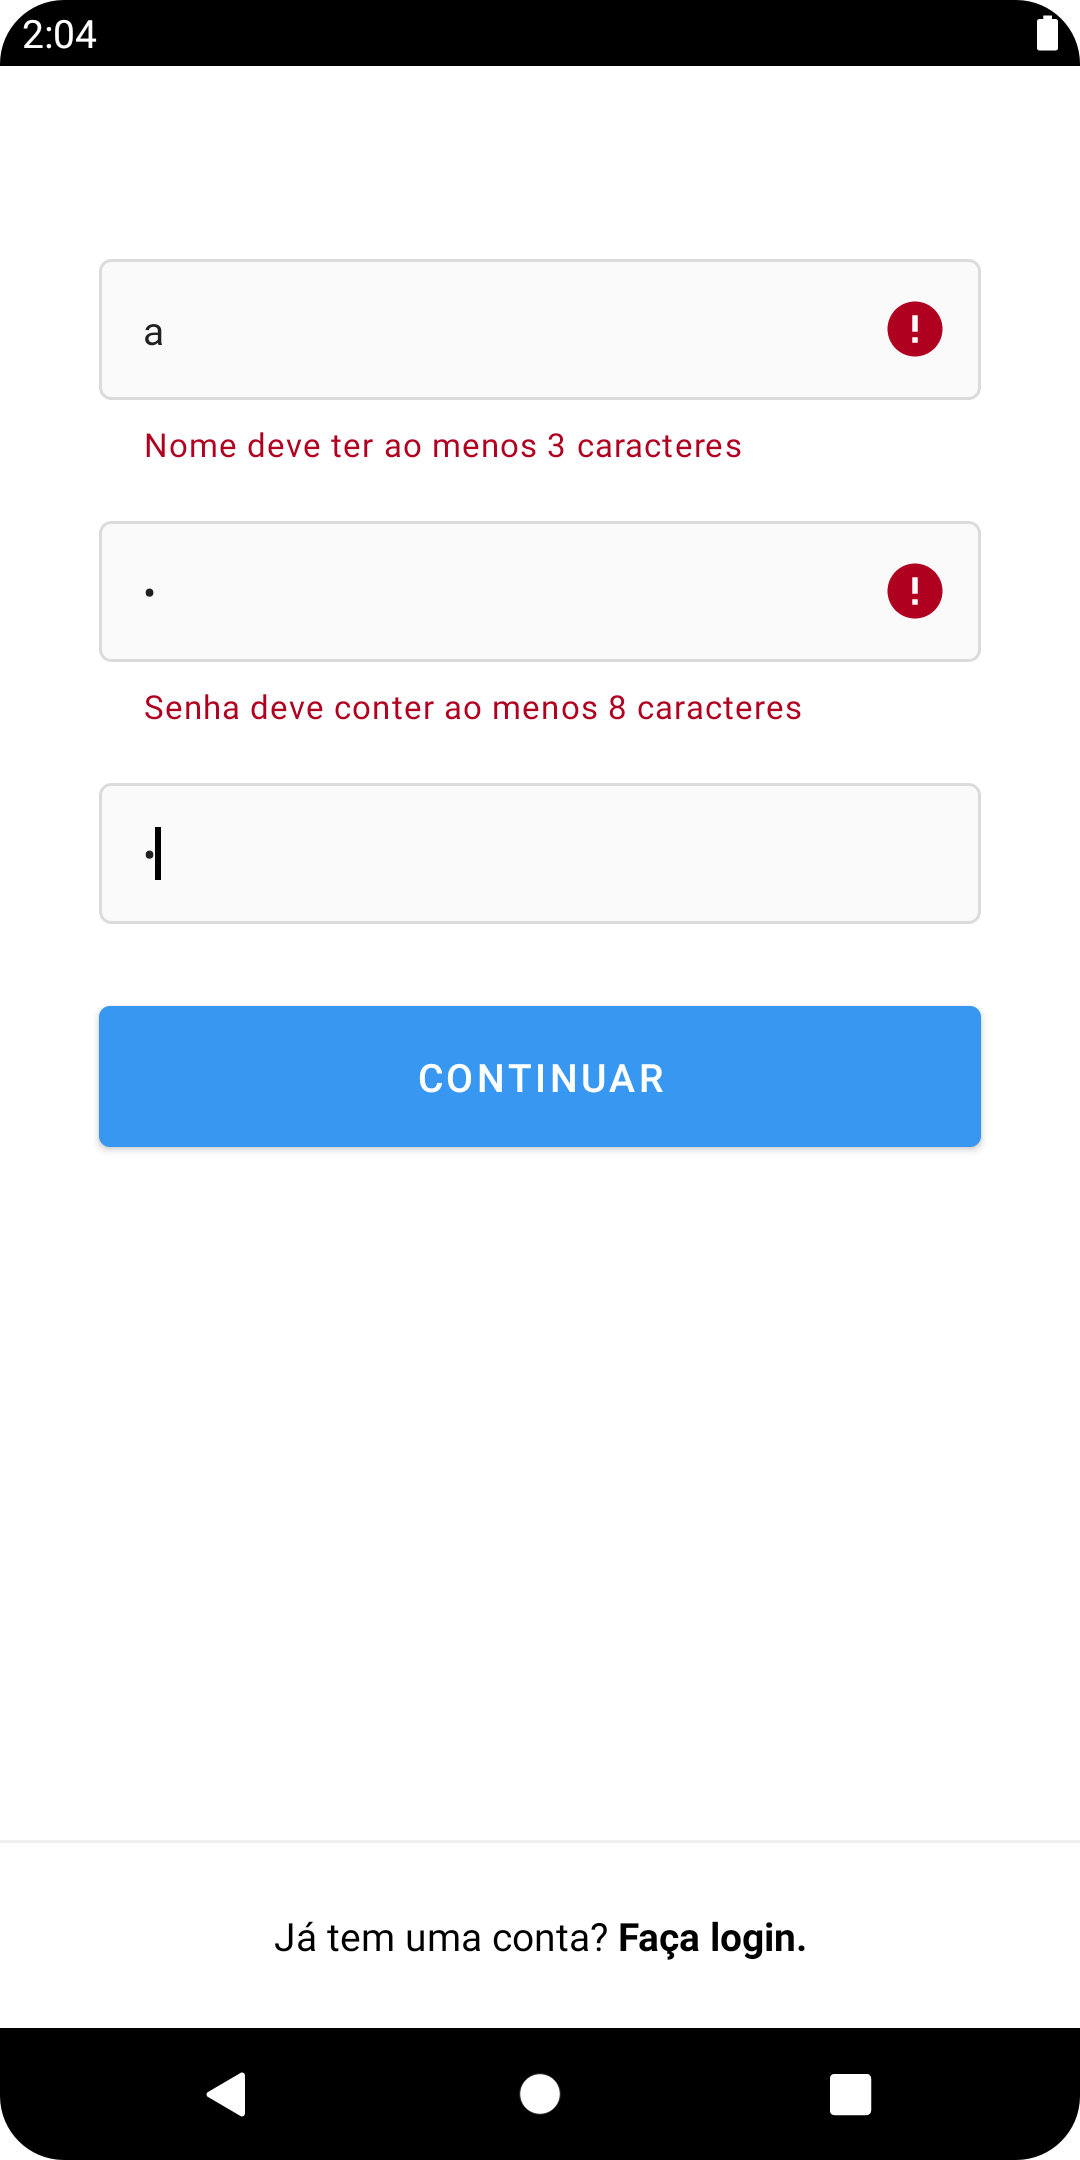 2:04
a
Nome deve ter ao menos 3 caracteres
•
Senha deve conter ao menos 8 caracteres
•
CONTINUAR
Já tem uma conta? Faça login.